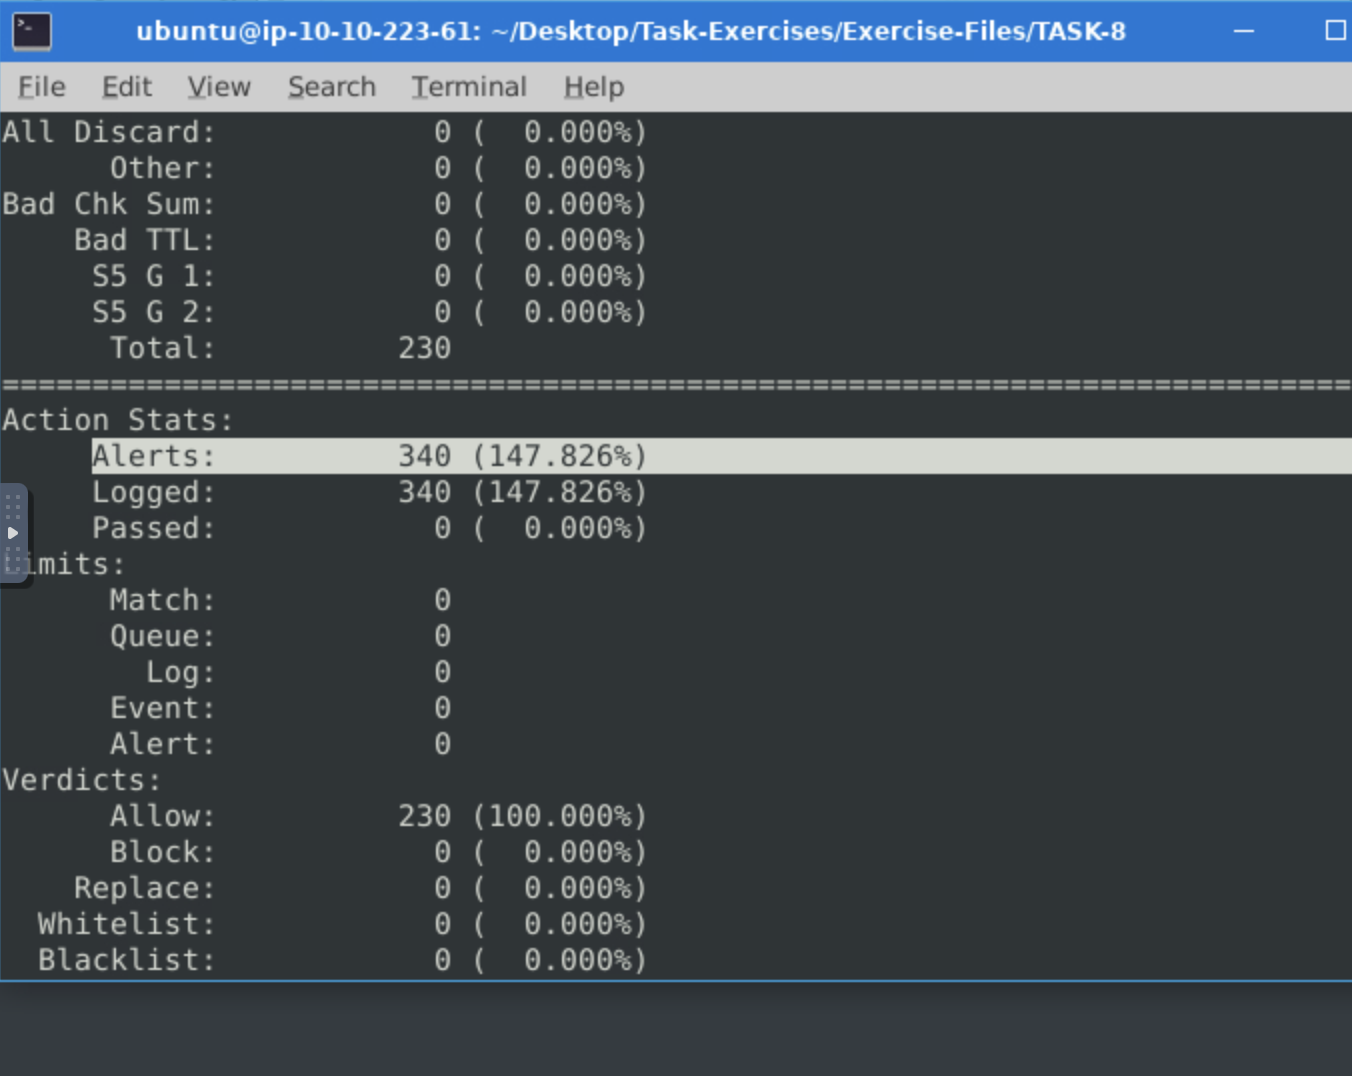 ubuntu@ip-10-10-223-61: ~/Desktop/Task-Exercises/Exercise-Files/TASK-8
File Edit View Search Terminal Help
All Discard:            0 (  0.000%)
      Other:            0 (  0.000%)
Bad Chk Sum:            0 (  0.000%)
    Bad TTL:            0 (  0.000%)
     S5 G 1:            0 (  0.000%)
     S5 G 2:            0 (  0.000%)
      Total:          230
===========================================================================
Action Stats:
     Alerts:          340 (147.826%)
     Logged:          340 (147.826%)
     Passed:            0 (  0.000%)
Limits:
      Match:            0
      Queue:            0
        Log:            0
      Event:            0
      Alert:            0
Verdicts:
      Allow:          230 (100.000%)
      Block:            0 (  0.000%)
    Replace:            0 (  0.000%)
  Whitelist:            0 (  0.000%)
  Blacklist:            0 (  0.000%)